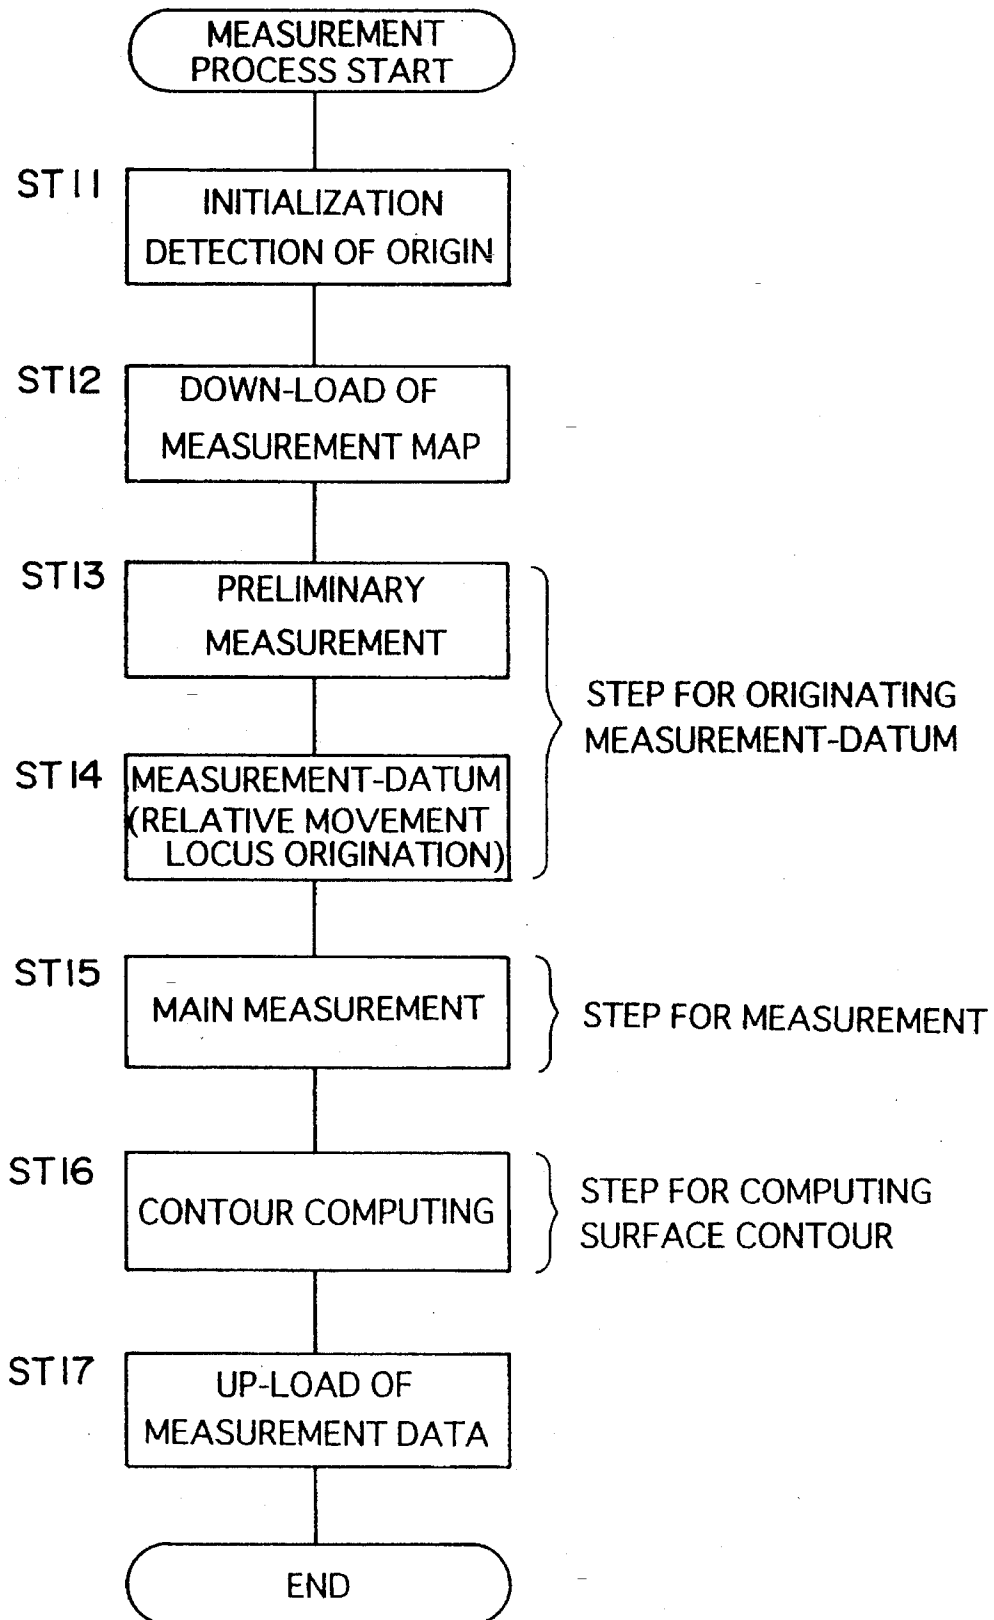 MEASUREMENT
PROCESS START
ST11
INITIALIZATION
DETECTION OF ORIGIN
ST12
DOWN-LOAD OF
MEASUREMENT MAP
ST13
PRELIMINARY
MEASUREMENT
STEP FOR ORIGINATING
MEASUREMENT-DATUM
ST14
MEASUREMENT-DATUM
(RELATIVE MOVEMENT
LOCUS ORIGINATION)
ST15
MAIN MEASUREMENT
STEP FOR MEASUREMENT
ST16
CONTOUR COMPUTING
STEP FOR COMPUTING
SURFACE CONTOUR
ST17
UP-LOAD OF
MEASUREMENT DATA
END